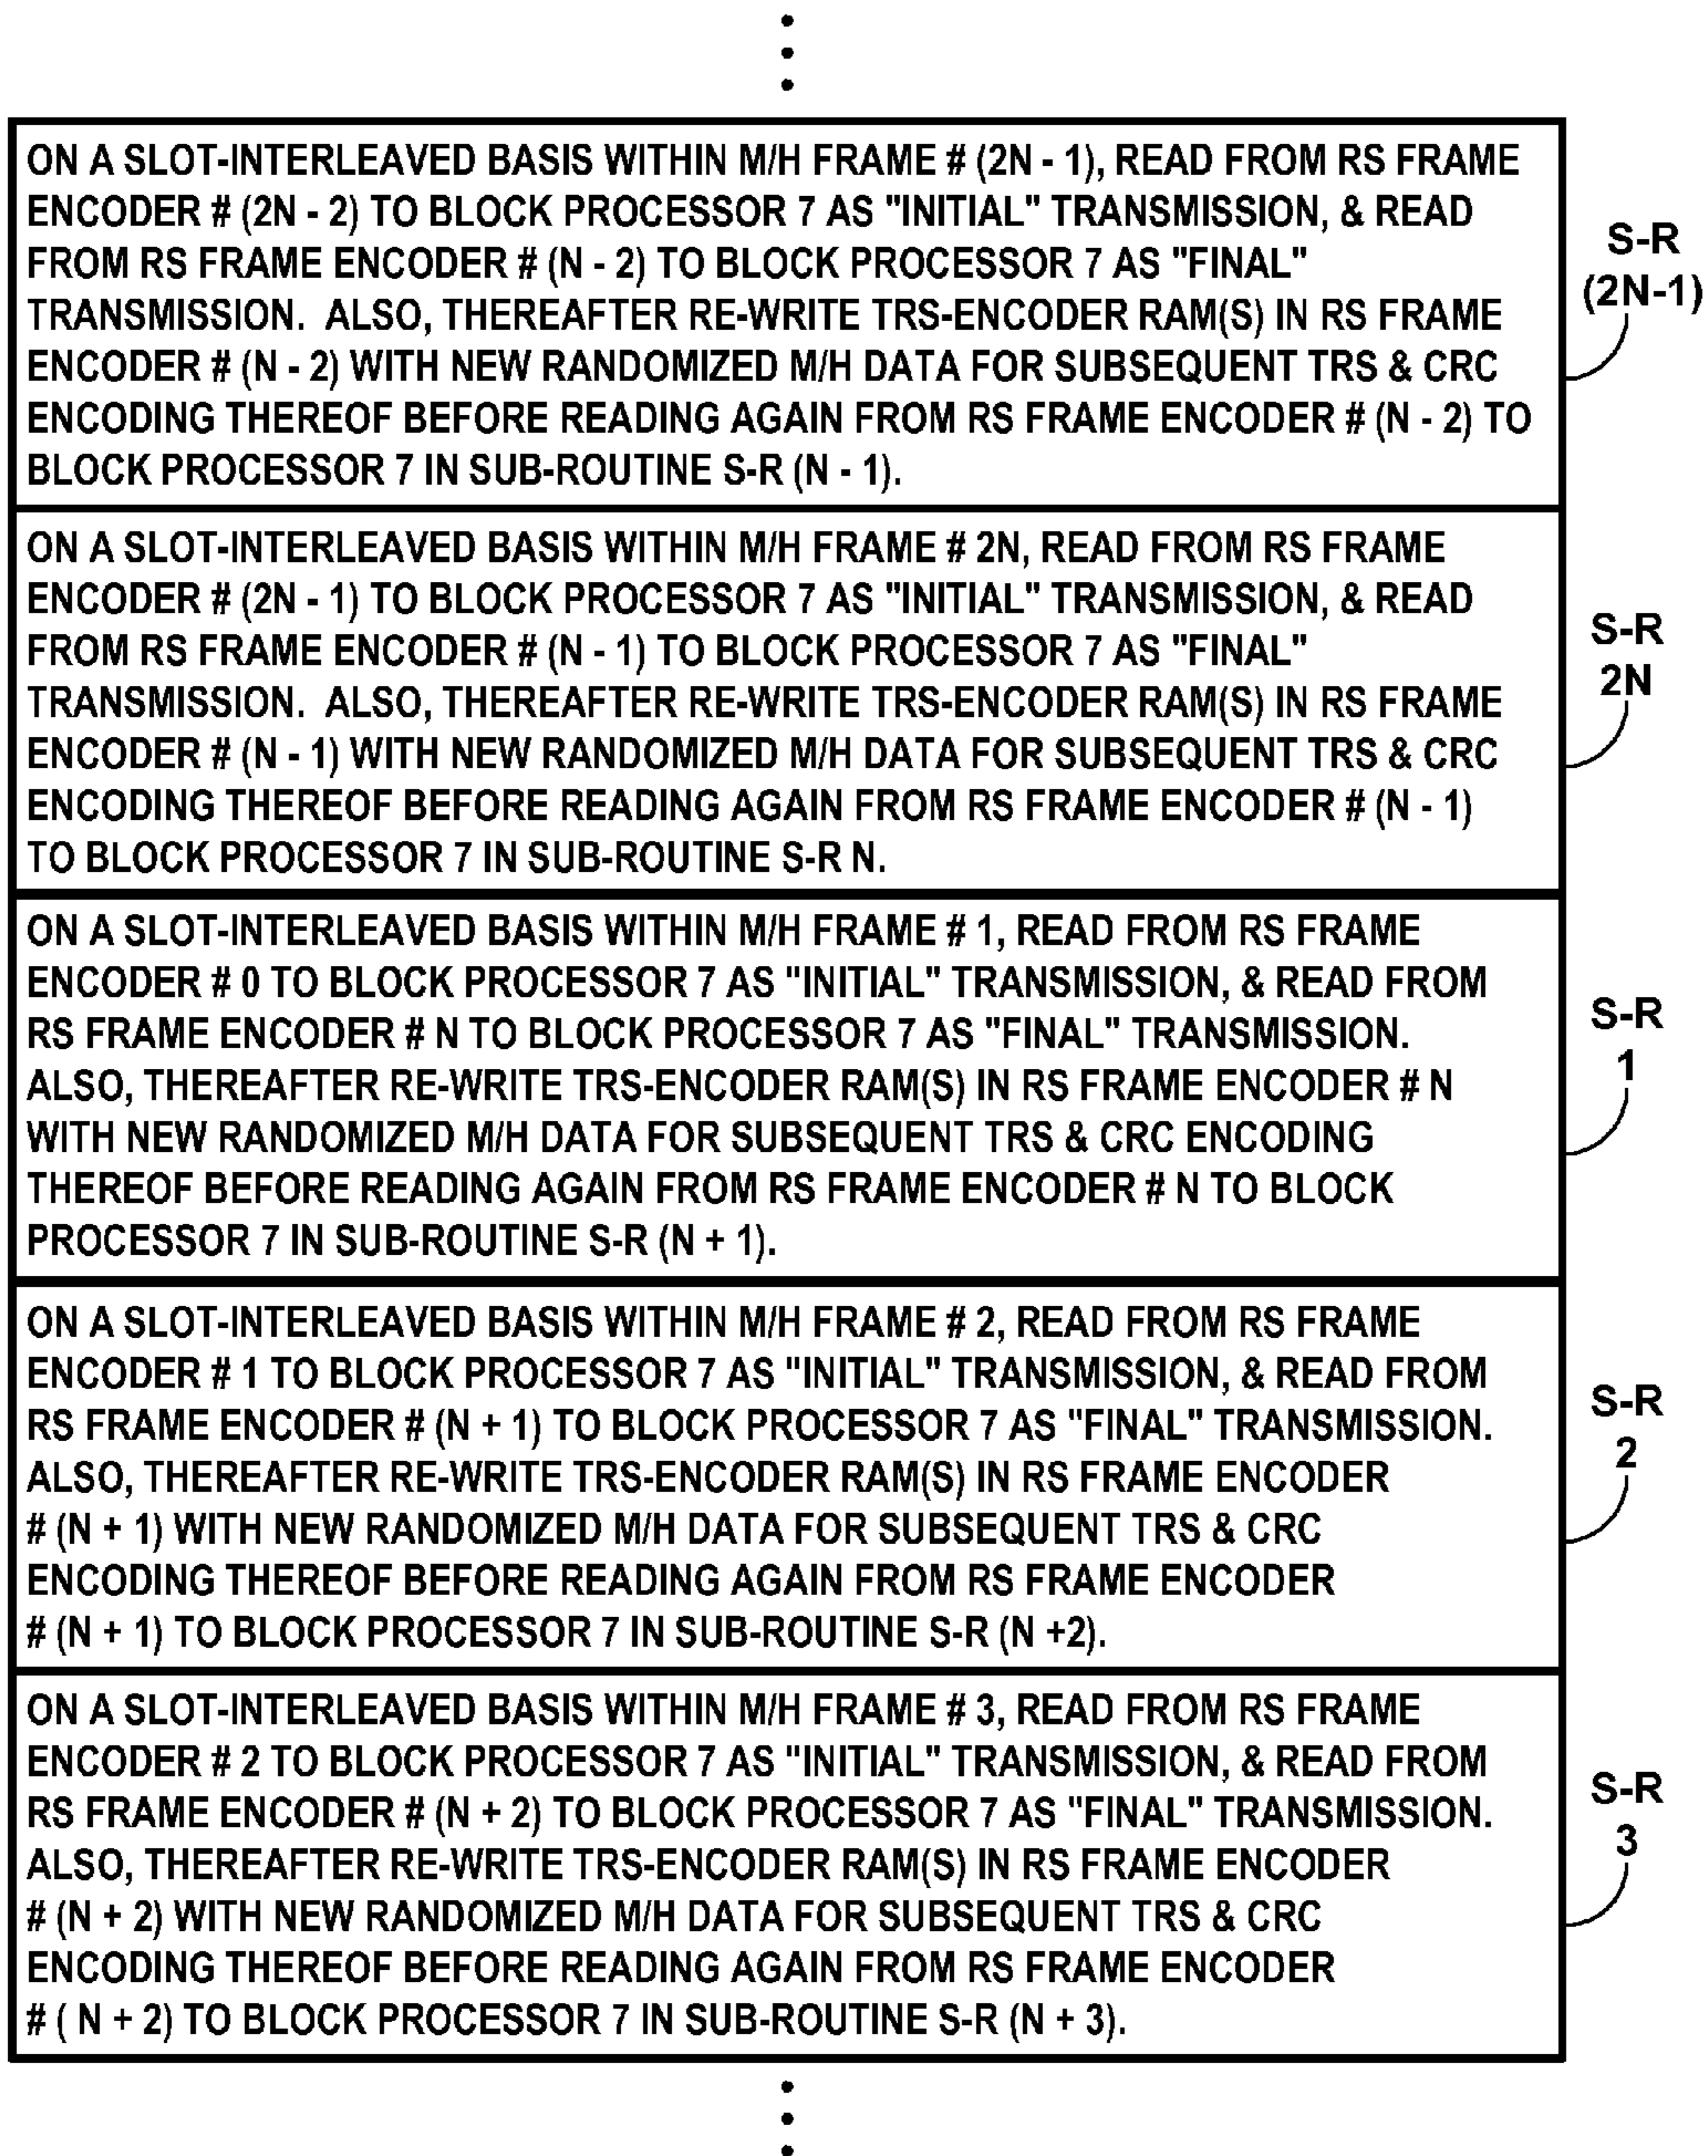 ON A SLOT-INTERLEAVED BASIS WITHIN M/H FRAME # (2N - 1), READ FROM RS FRAME
ENCODER # (2N - 2) TO BLOCK PROCESSOR 7 AS "INITIAL" TRANSMISSION, & READ
FROM RS FRAME ENCODER # (N - 2) TO BLOCK PROCESSOR 7 AS "FINAL"
TRANSMISSION. ALSO, THEREAFTER RE-WRITE TRS-ENCODER RAM(S) IN RS FRAME
ENCODER # (N - 2) WITH NEW RANDOMIZED M/H DATA FOR SUBSEQUENT TRS & CRC
ENCODING THEREOF BEFORE READING AGAIN FROM RS FRAME ENCODER # (N - 2) TO
BLOCK PROCESSOR 7 IN SUB-ROUTINE S-R (N - 1).
S-R
(2N-1)
ON A SLOT-INTERLEAVED BASIS WITHIN M/H FRAME # 2N, READ FROM RS FRAME
ENCODER # (2N - 1) TO BLOCK PROCESSOR 7 AS "INITIAL" TRANSMISSION, & READ
FROM RS FRAME ENCODER # (N - 1) TO BLOCK PROCESSOR 7 AS "FINAL"
TRANSMISSION. ALSO, THEREAFTER RE-WRITE TRS-ENCODER RAM(S) IN RS FRAME
ENCODER # (N - 1) WITH NEW RANDOMIZED M/H DATA FOR SUBSEQUENT TRS & CRC
ENCODING THEREOF BEFORE READING AGAIN FROM RS FRAME ENCODER # (N - 1)
TO BLOCK PROCESSOR 7 IN SUB-ROUTINE S-R N.
S-R
2N
ON A SLOT-INTERLEAVED BASIS WITHIN M/H FRAME # 1, READ FROM RS FRAME
ENCODER # 0 TO BLOCK PROCESSOR 7 AS "INITIAL" TRANSMISSION, & READ FROM
RS FRAME ENCODER # N TO BLOCK PROCESSOR 7 AS "FINAL" TRANSMISSION.
ALSO, THEREAFTER RE-WRITE TRS-ENCODER RAM(S) IN RS FRAME ENCODER # N
WITH NEW RANDOMIZED M/H DATA FOR SUBSEQUENT TRS & CRC ENCODING
THEREOF BEFORE READING AGAIN FROM RS FRAME ENCODER # N TO BLOCK
PROCESSOR 7 IN SUB-ROUTINE S-R (N + 1).
S-R
1
ON A SLOT-INTERLEAVED BASIS WITHIN M/H FRAME # 2, READ FROM RS FRAME
ENCODER # 1 TO BLOCK PROCESSOR 7 AS "INITIAL" TRANSMISSION, & READ FROM
RS FRAME ENCODER # (N + 1) TO BLOCK PROCESSOR 7 AS "FINAL" TRANSMISSION.
ALSO, THEREAFTER RE-WRITE TRS-ENCODER RAM(S) IN RS FRAME ENCODER
# (N + 1) WITH NEW RANDOMIZED M/H DATA FOR SUBSEQUENT TRS & CRC
ENCODING THEREOF BEFORE READING AGAIN FROM RS FRAME ENCODER
# (N + 1) TO BLOCK PROCESSOR 7 IN SUB-ROUTINE S-R (N +2).
S-R
2
ON A SLOT-INTERLEAVED BASIS WITHIN M/H FRAME # 3, READ FROM RS FRAME
ENCODER # 2 TO BLOCK PROCESSOR 7 AS "INITIAL" TRANSMISSION, & READ FROM
RS FRAME ENCODER # (N + 2) TO BLOCK PROCESSOR 7 AS "FINAL" TRANSMISSION.
ALSO, THEREAFTER RE-WRITE TRS-ENCODER RAM(S) IN RS FRAME ENCODER
# (N + 2) WITH NEW RANDOMIZED M/H DATA FOR SUBSEQUENT TRS & CRC
ENCODING THEREOF BEFORE READING AGAIN FROM RS FRAME ENCODER
# ( N + 2) TO BLOCK PROCESSOR 7 IN SUB-ROUTINE S-R (N + 3).
S-R
3